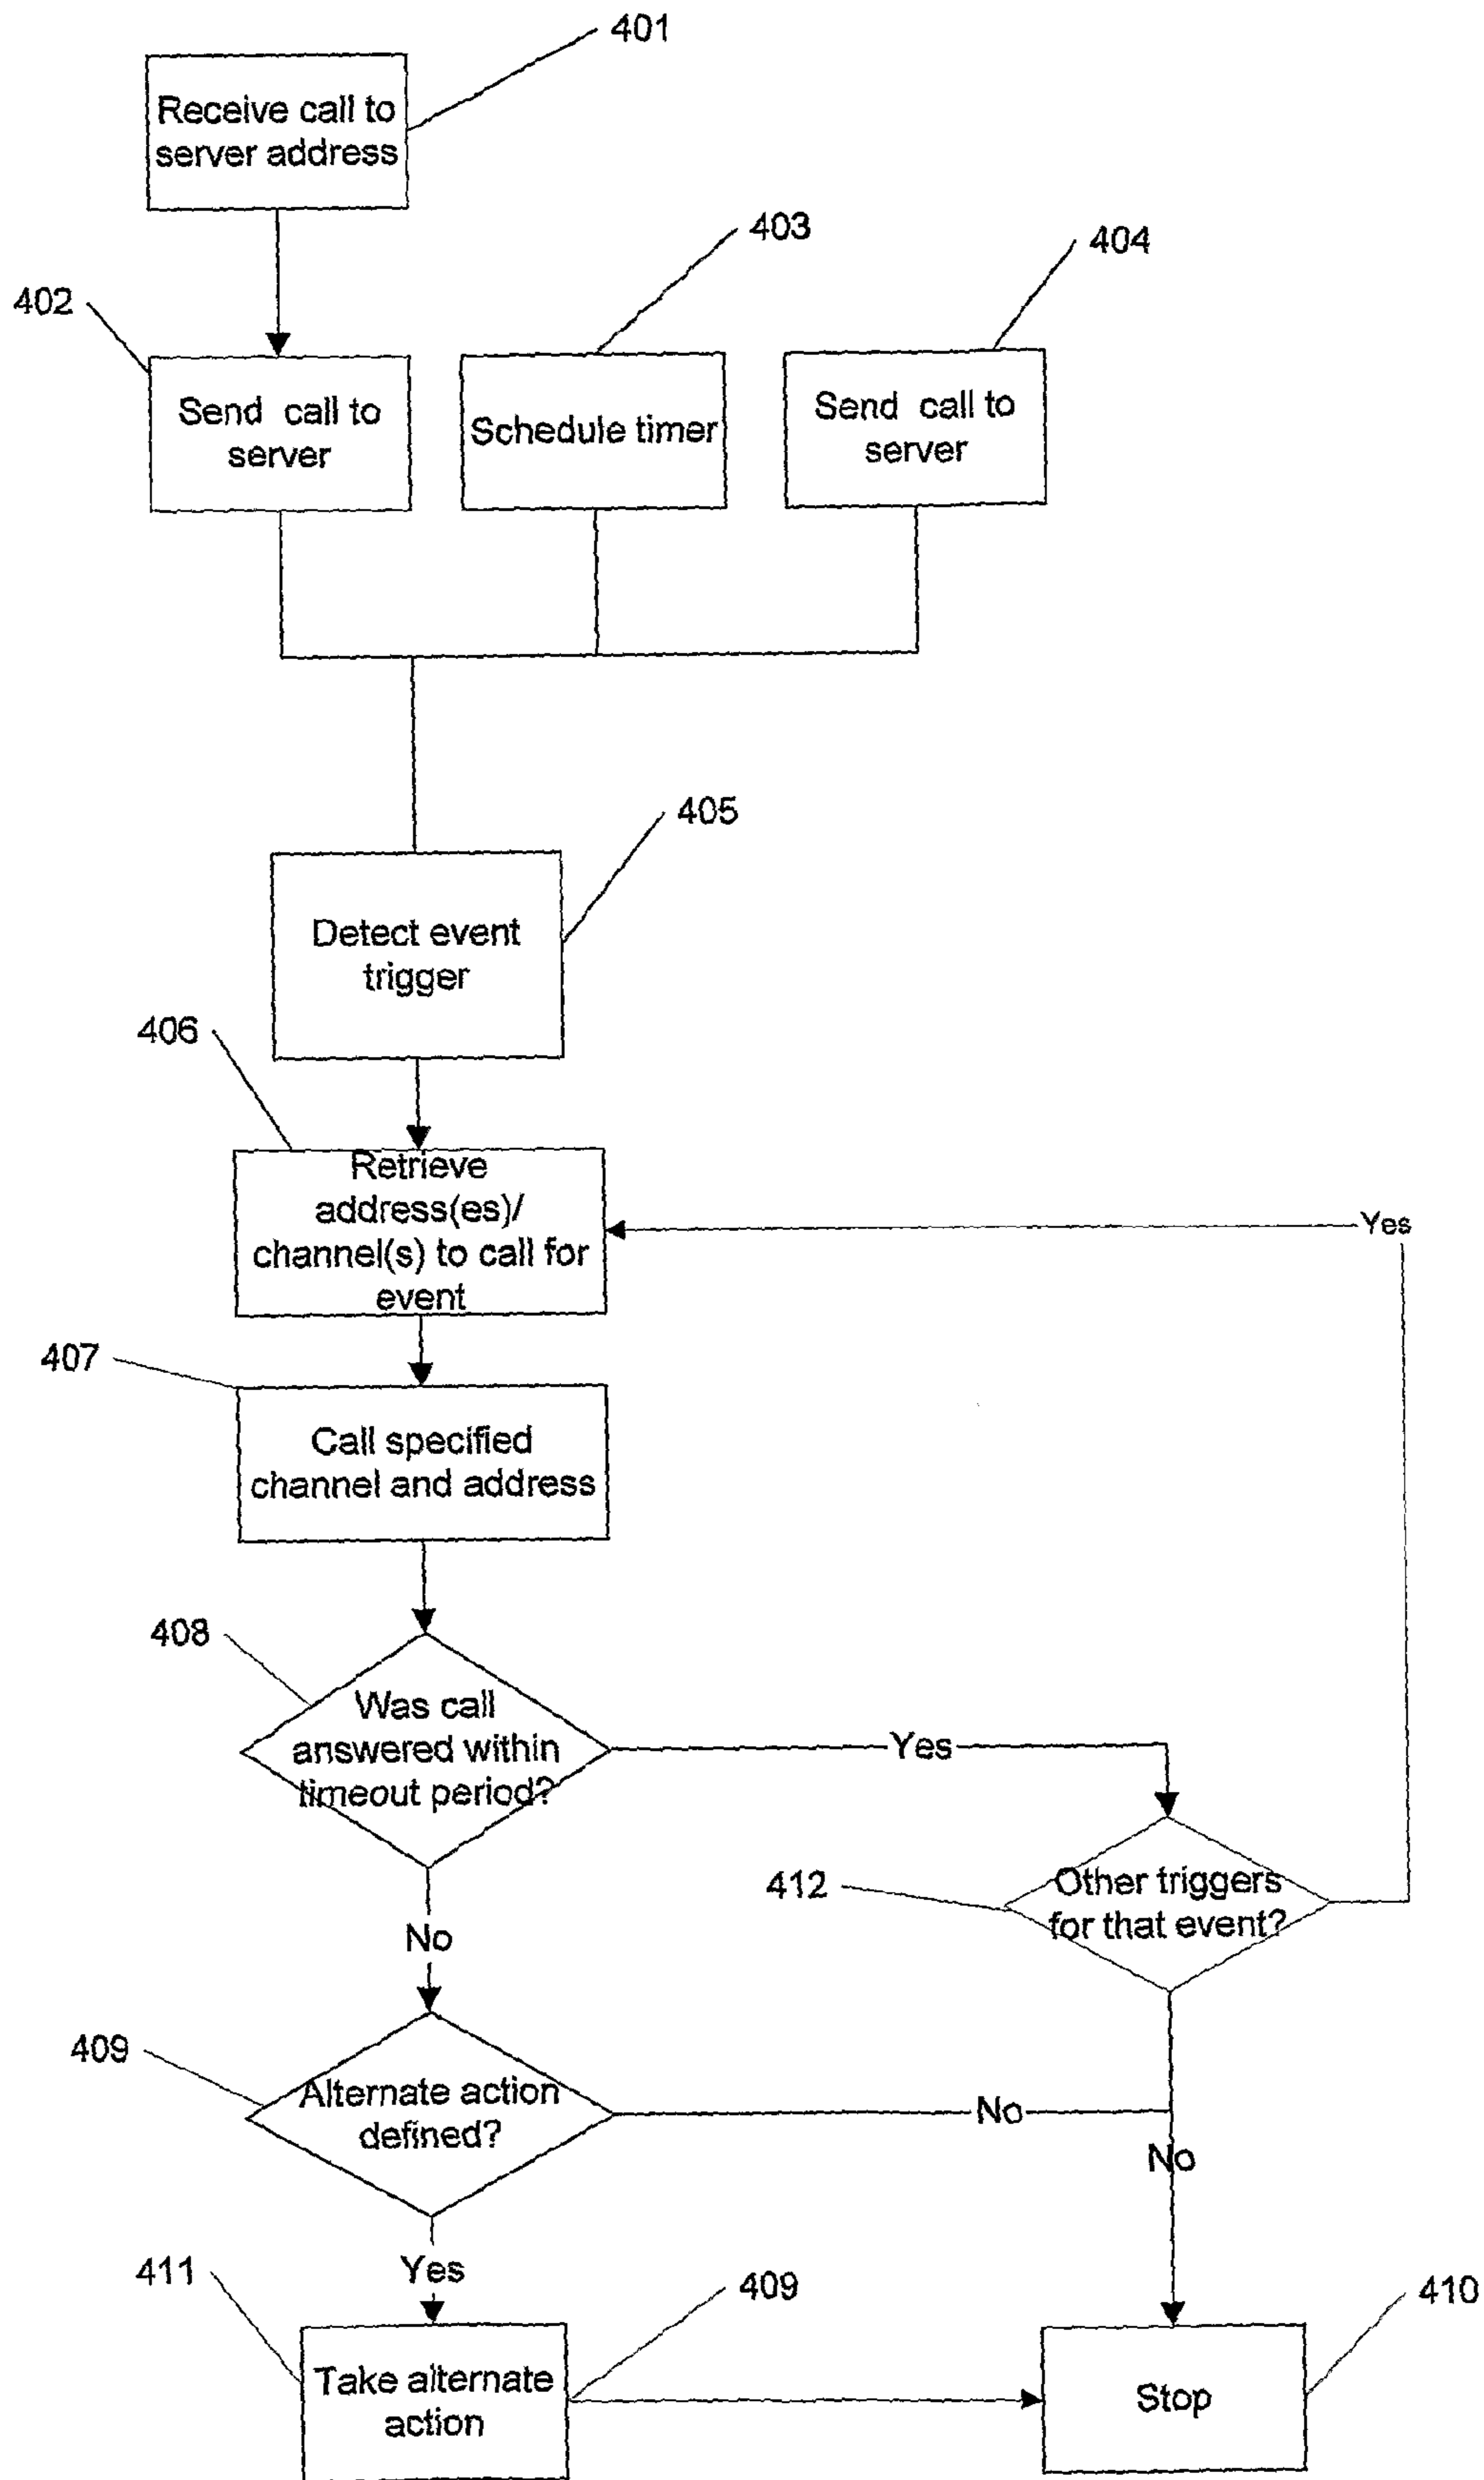 401
Receive call to
server address
403
404
402
Send call to
server
Schedule timer
Send call to
server
405
Detect event
trigger
406
Retrieve
address(es)/
channel(s) to call for
event
Yes
407
Call specified
channel and address
408
Was call
answered within
timeout period?
Yes
412
Other triggers
for that event?
No
409
Alternate action
defined?
No
No
Yes
411
409
410
Take alternate
action
Stop